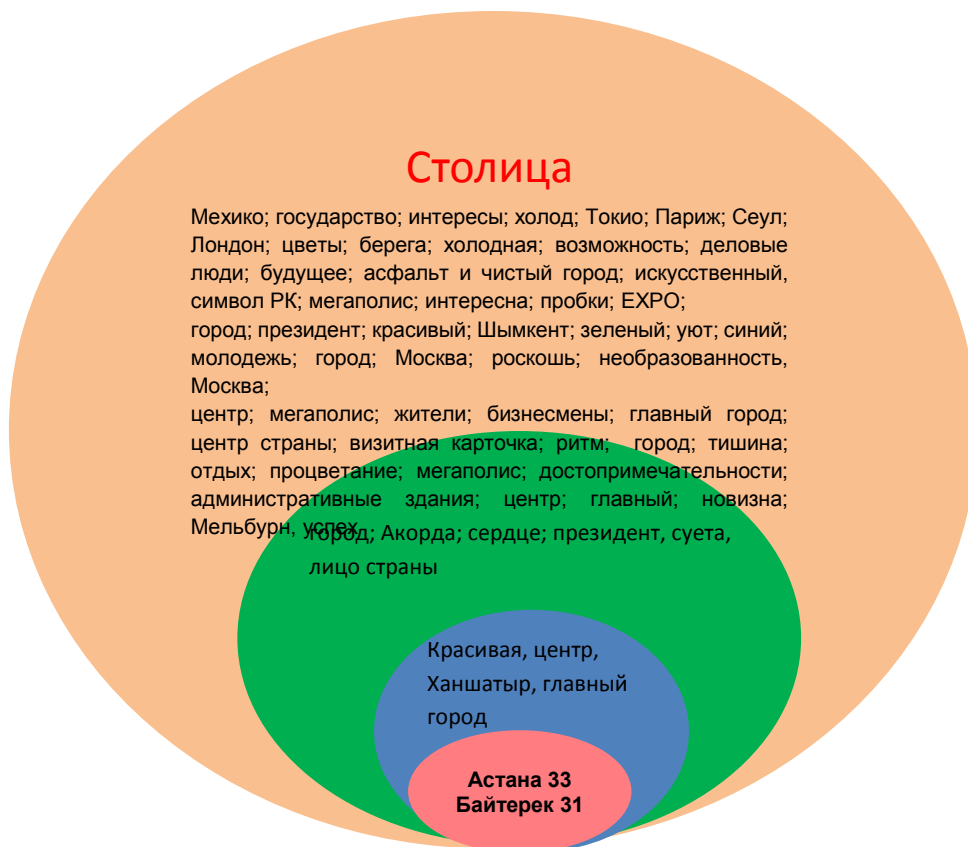 Столица
Мехико; государство; интересы; холод; Токио; Париж; Сеул;
Лондон; цветы; берега; холодная; возможность; деловые
люди; будущее; асфальт и чистый город; искусственный,
символ РК; мегаполис; интересна; пробки; EXPO;
город; президент; красивый; Шымкент; зеленый; уют; синий;
молодежь; город; Москва; роскошь; необразованность,
Москва;
центр; мегаполис; жители; бизнесмены; главный город;
центр страны; визитная карточка; ритм; город; тишина;
отдых; процветание; мегаполис; достопримечательности;
административные здания; центр; главный; новизна;
Мельбурн, успех
город; Акорда; сердце; президент, суета,
лицо страны
Красивая, центр,
Ханшатыр, главный
город
Астана 33
Байтерек 31